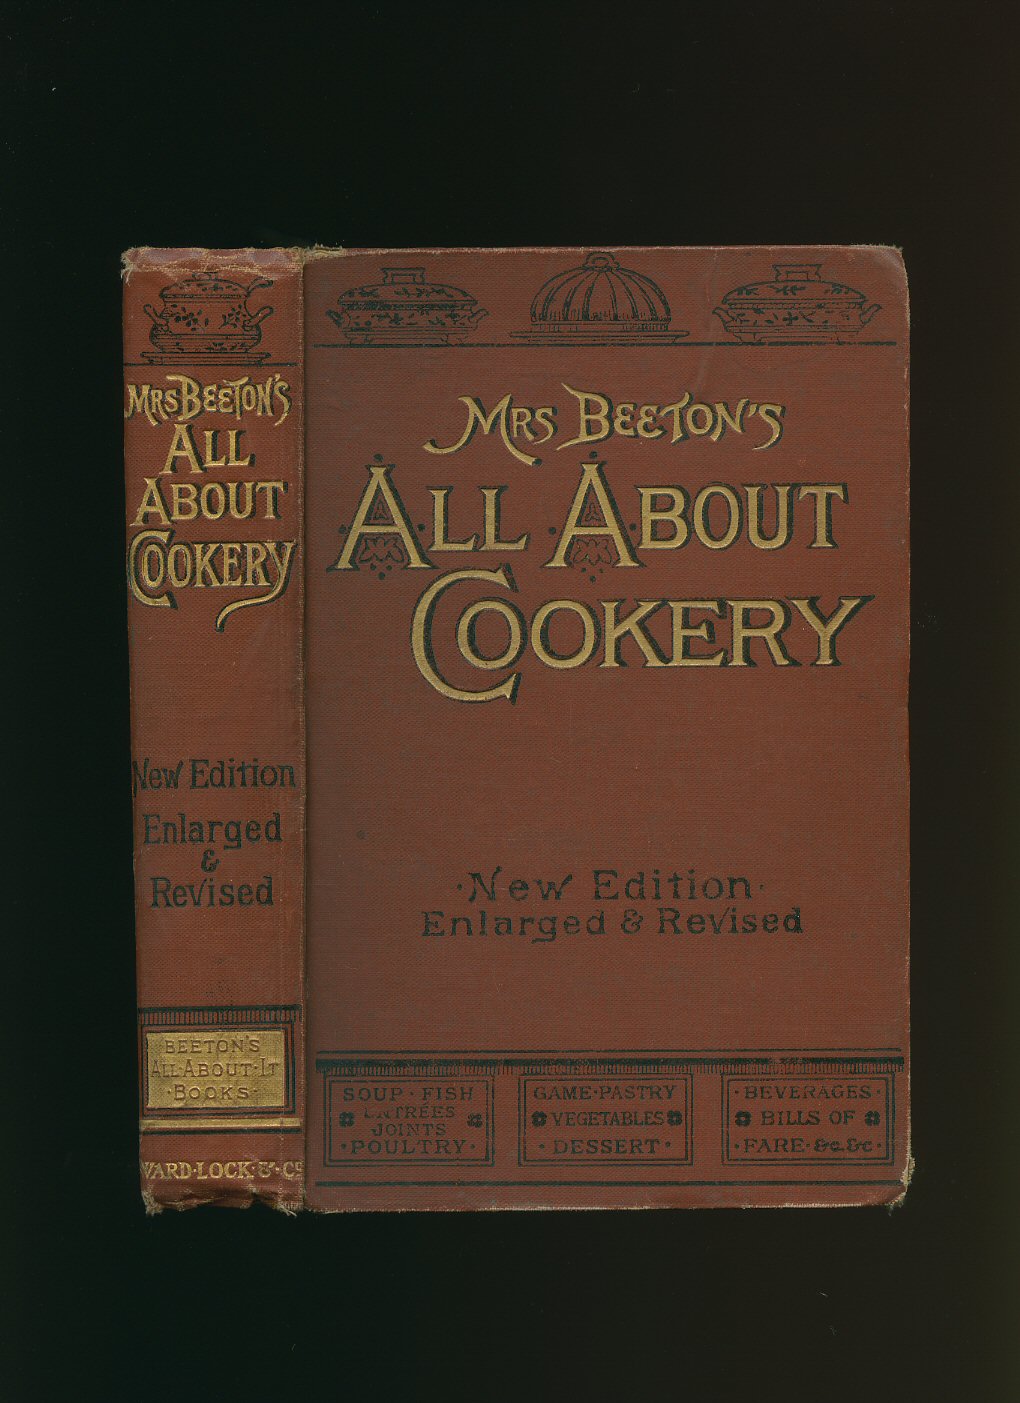 MRS BEETON'S
ALL
ABOUT
COOKERY
New Edition
Enlarged
&
Revised
BEETON'S
ALL·ABOUT·IT
·BOOKS·
WARD·LOCK·&·Co
MRS BEETON'S
ALL·ABOUT
COOKERY
·New Edition·
Enlarged & Revised
SOUP·FISH
ENTRÉES
JOINTS
·POULTRY·
GAME·PASTRY
VEGETABLES
·DESSERT·
·BEVERAGES·
BILLS OF
·FARE·&c.&c·